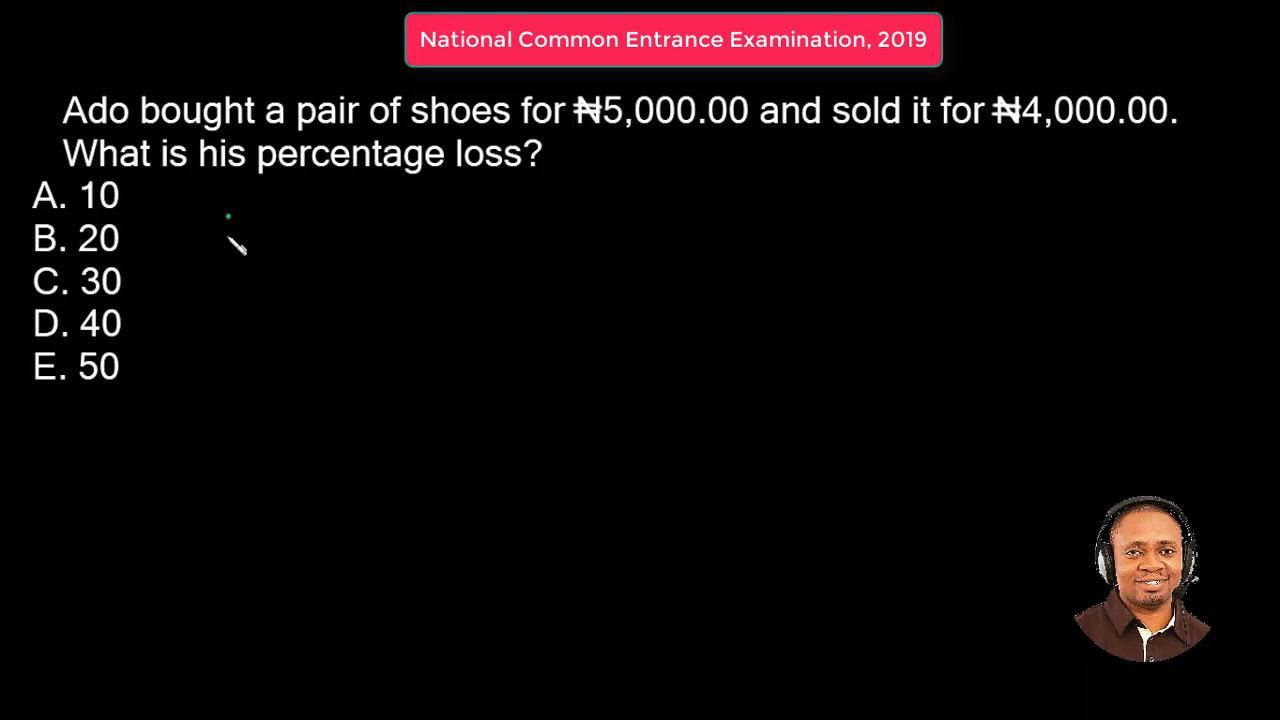 National Common Entrance Examination, 2019
Ado bought a pair of shoes for ₦5,000.00 and sold it for ₦4,000.00.
What is his percentage loss?
A. 10
B. 20
C. 30
D. 40
E. 50